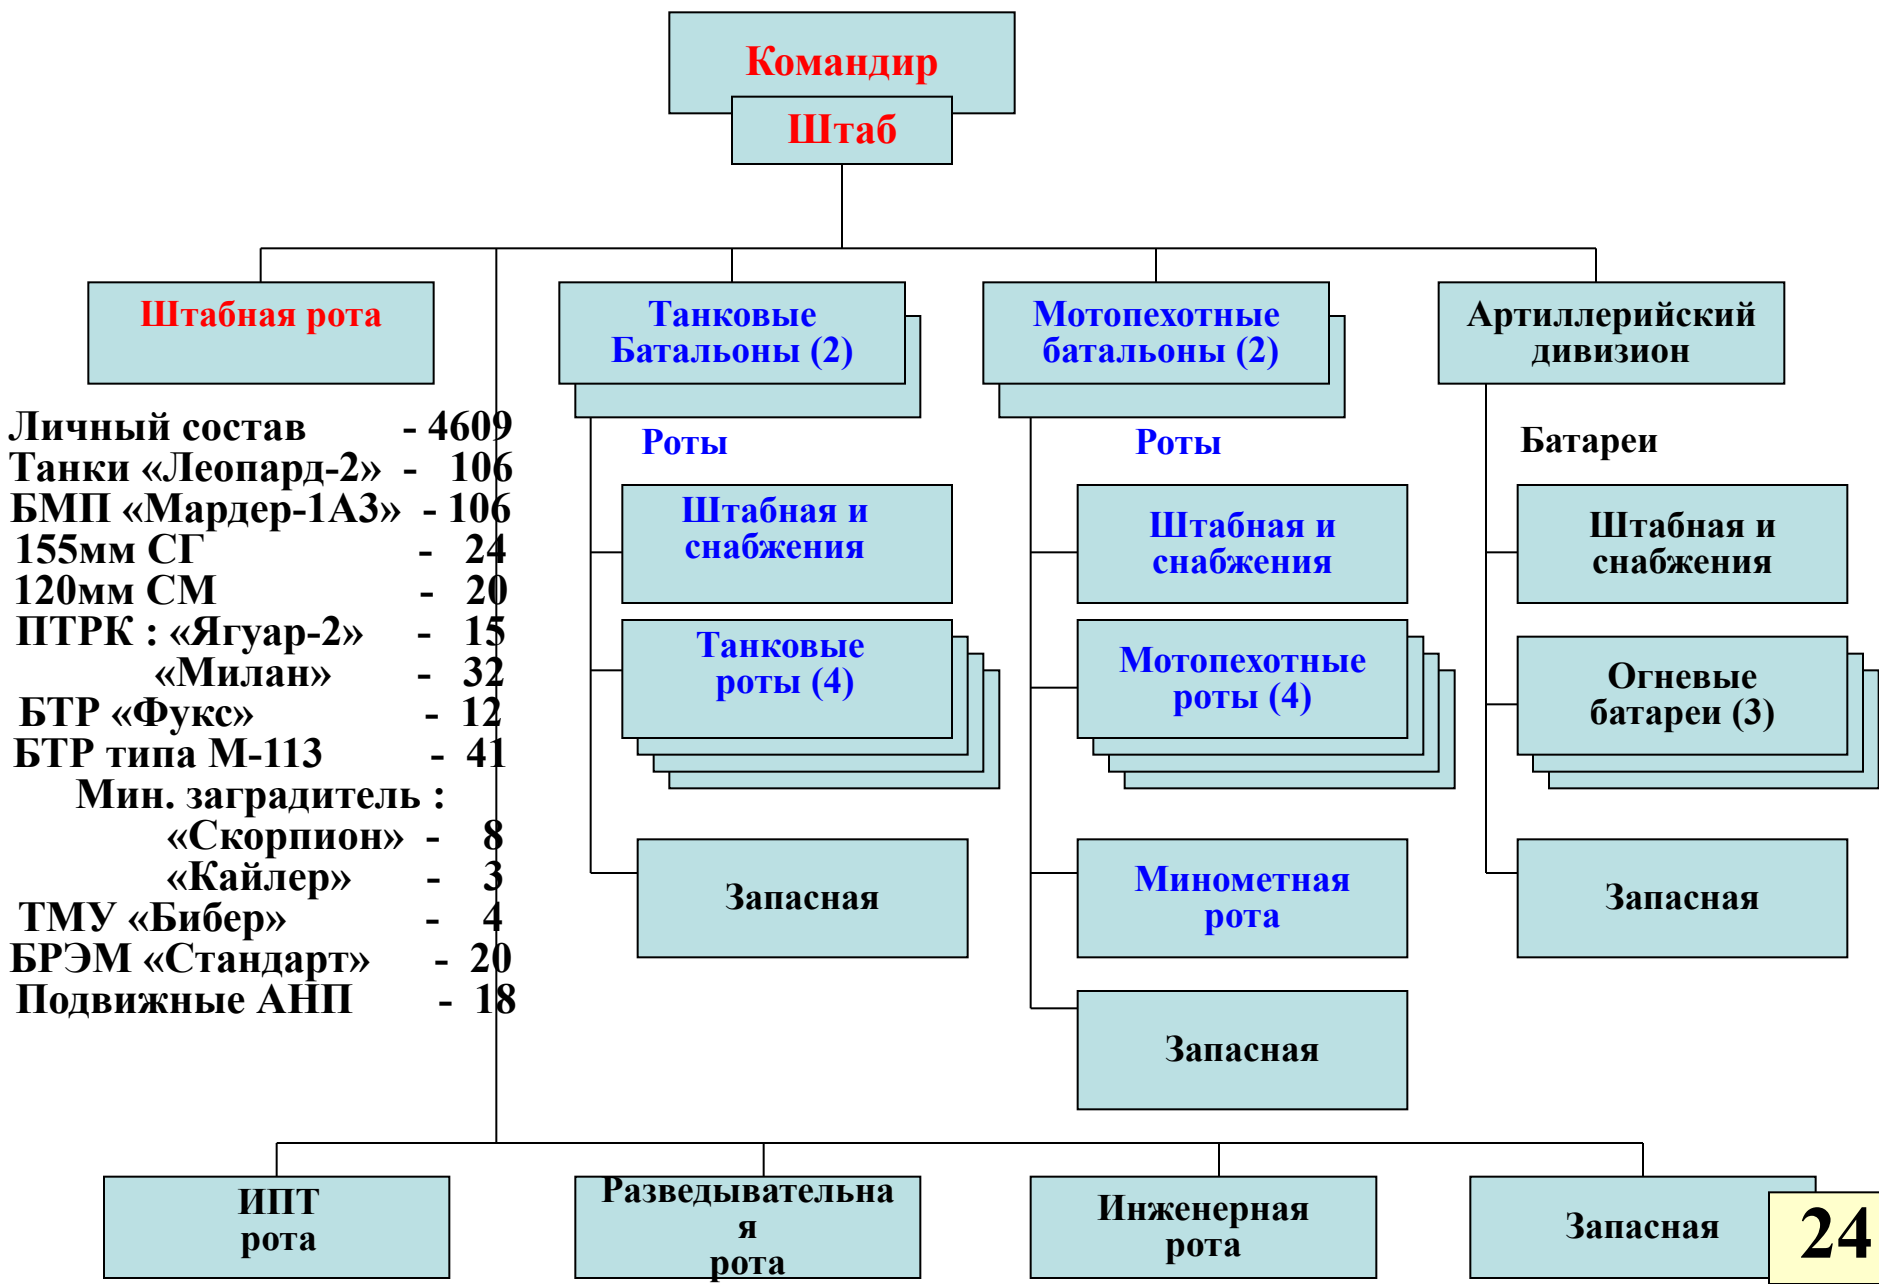 Командир
Штаб
Штабная рота
Танковые
Батальоны (2)
Мотопехотные
батальоны (2)
Артиллерийский
дивизион
Личный состав - 4609
Танки «Леопард-2» - 106
БМП «Мардер-1А3» - 106
155мм СГ - 24
120мм СМ - 20
ПТРК : «Ягуар-2» - 15
«Милан» - 32
БТР «Фукс» - 12
БТР типа М-113 - 41
Мин. заградитель :
«Скорпион» - 8
«Кайлер» - 3
ТМУ «Бибер» - 4
БРЭМ «Стандарт» - 20
Подвижные АНП - 18
Роты
Штабная и
снабжения
Танковые
роты (4)
Запасная
Роты
Штабная и
снабжения
Мотопехотные
роты (4)
Минометная
рота
Запасная
Батареи
Штабная и
снабжения
Огневые
батареи (3)
Запасная
ИПТ
рота
Разведывательна
я
рота
Инженерная
рота
Запасная
24